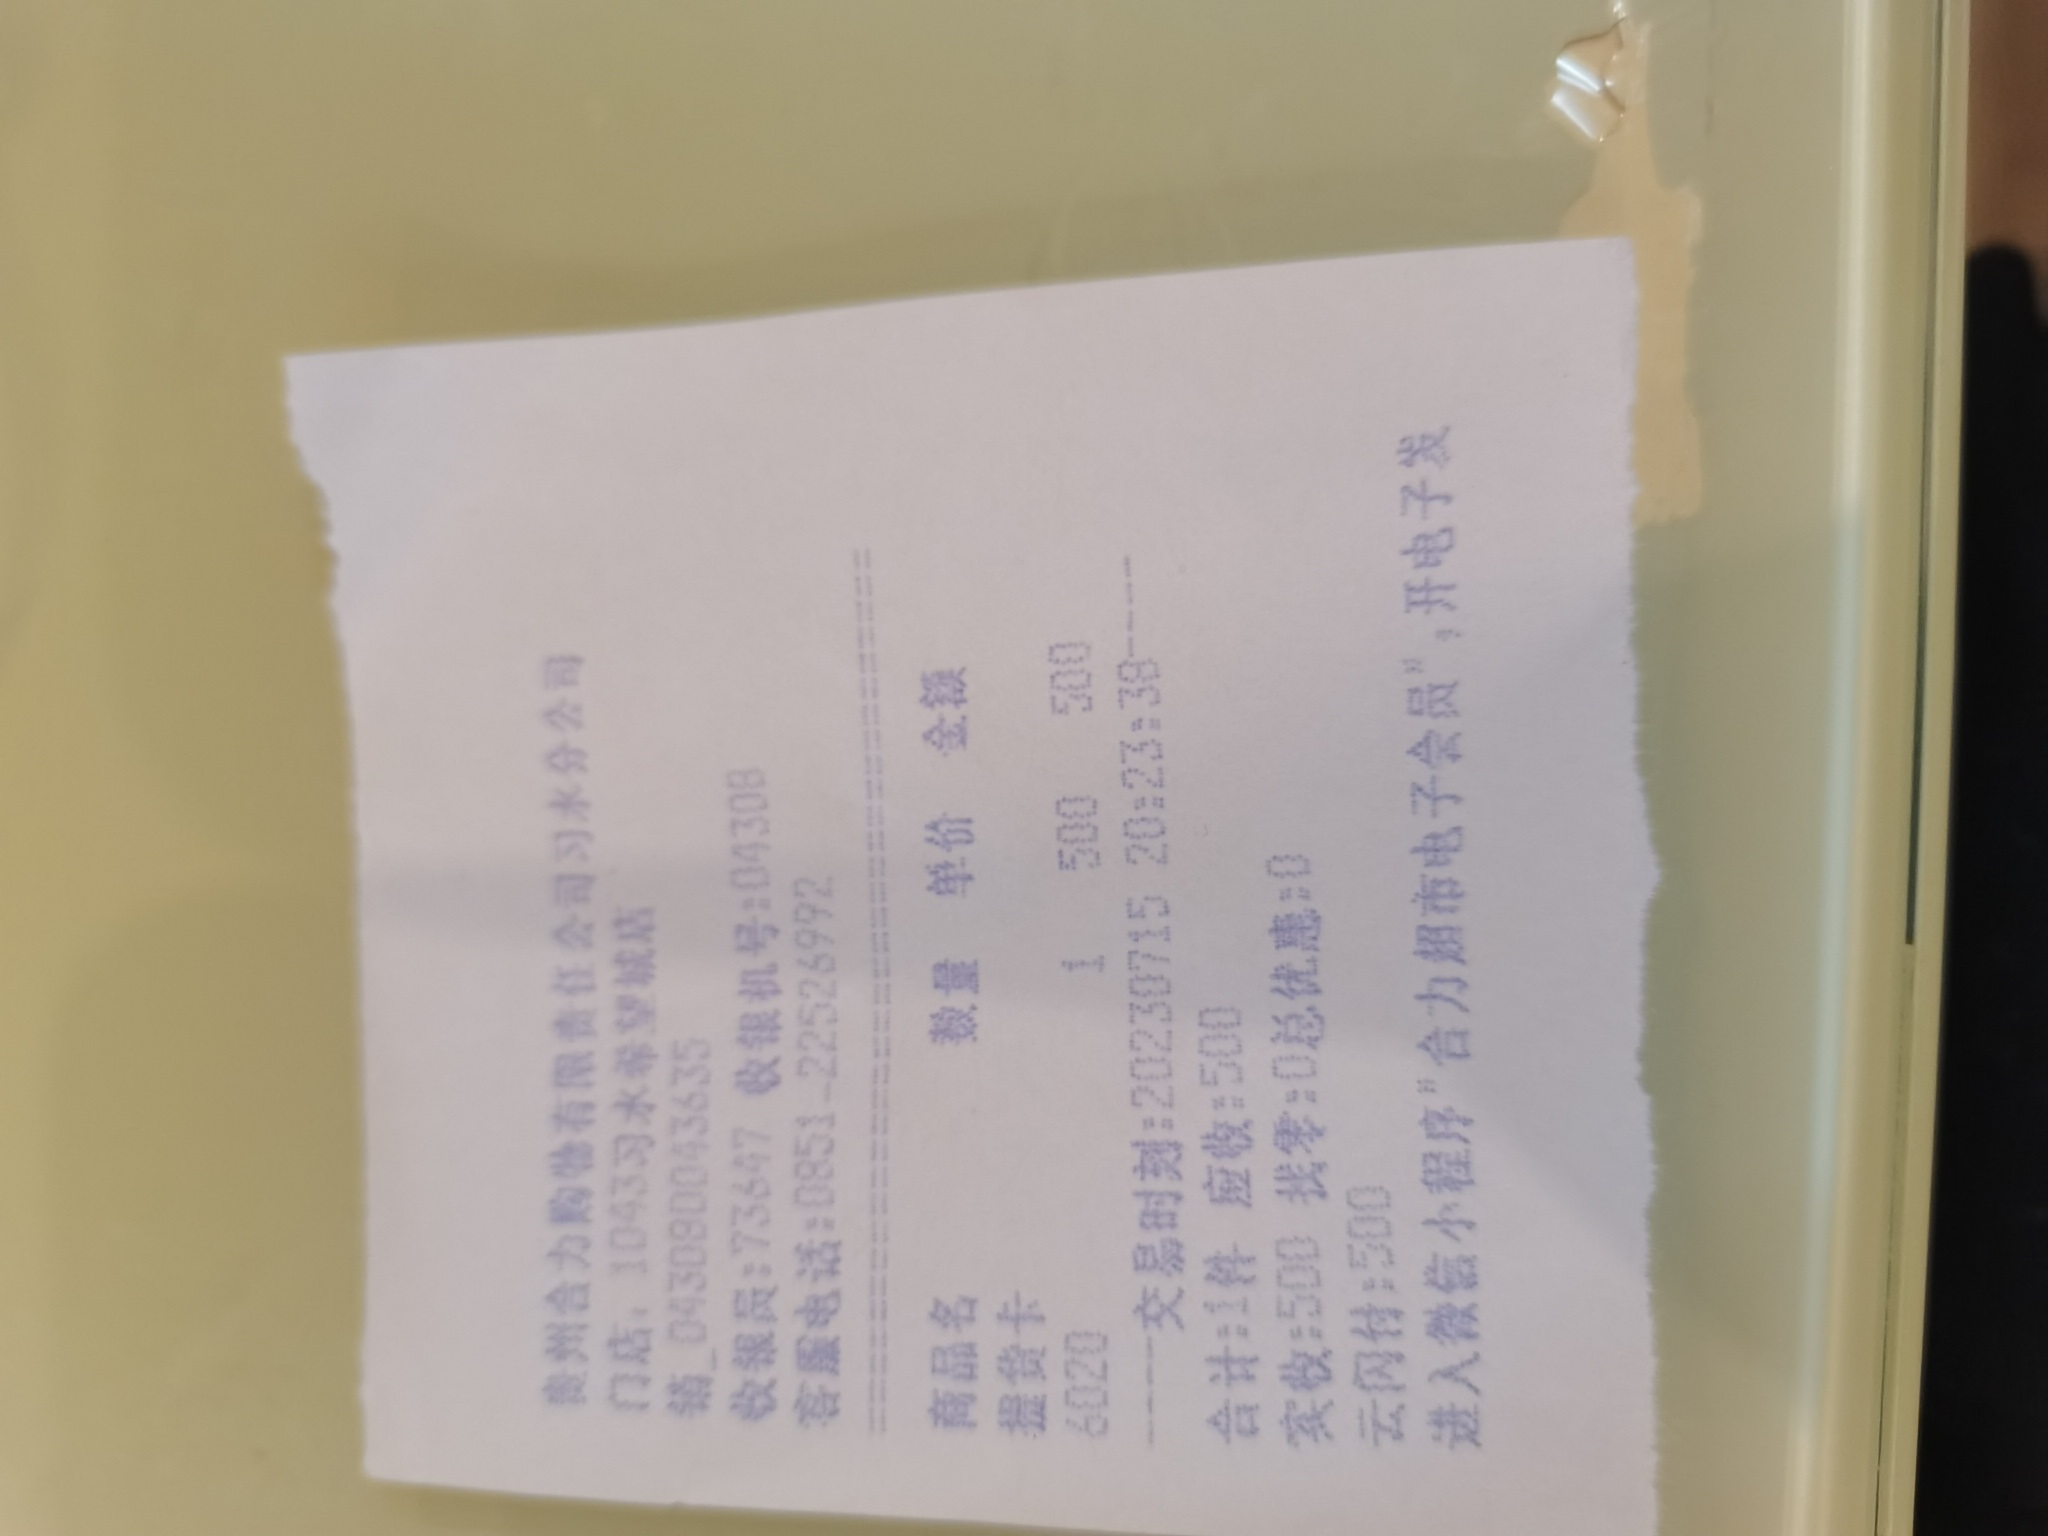 贵州合力购物有限责任公司习水分公司
门店：1043习水希望城店
销_043080043635
收银员:73647 收银机号:04308
客服电话:0851-22526992
========================================
商品名 数量 单价 金额
提货卡
6020 1 500 500
-----交易时刻:20230715 20:23:38-----
合计:1件 应收:500
实收:500 找零:0总优惠:0
云闪付:500
进入微信小程序"合力超市电子会员",开电子发